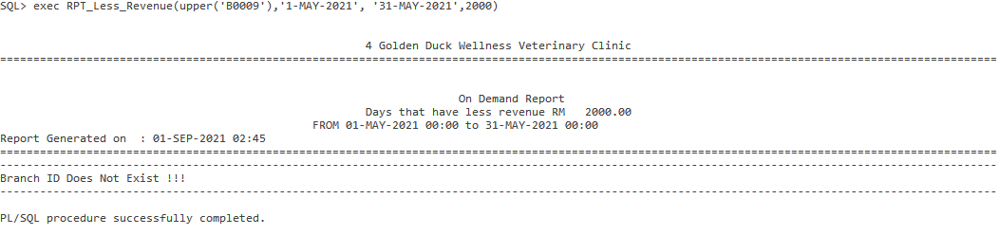 SQL> exec RPT_Less_Revenue(upper('B0009'),'1-MAY-2021', '31-MAY-2021',2000)
4 Golden Duck Wellness Veterinary Clinic
======================================================================================================================================================
On Demand Report
Days that have less revenue RM   2000.00
FROM 01-MAY-2021 00:00 to 31-MAY-2021 00:00
Report Generated on  : 01-SEP-2021 02:45
======================================================================================================================================================
------------------------------------------------------------------------------------------------------------------------------------------------------
Branch ID Does Not Exist !!!
------------------------------------------------------------------------------------------------------------------------------------------------------
PL/SQL procedure successfully completed.